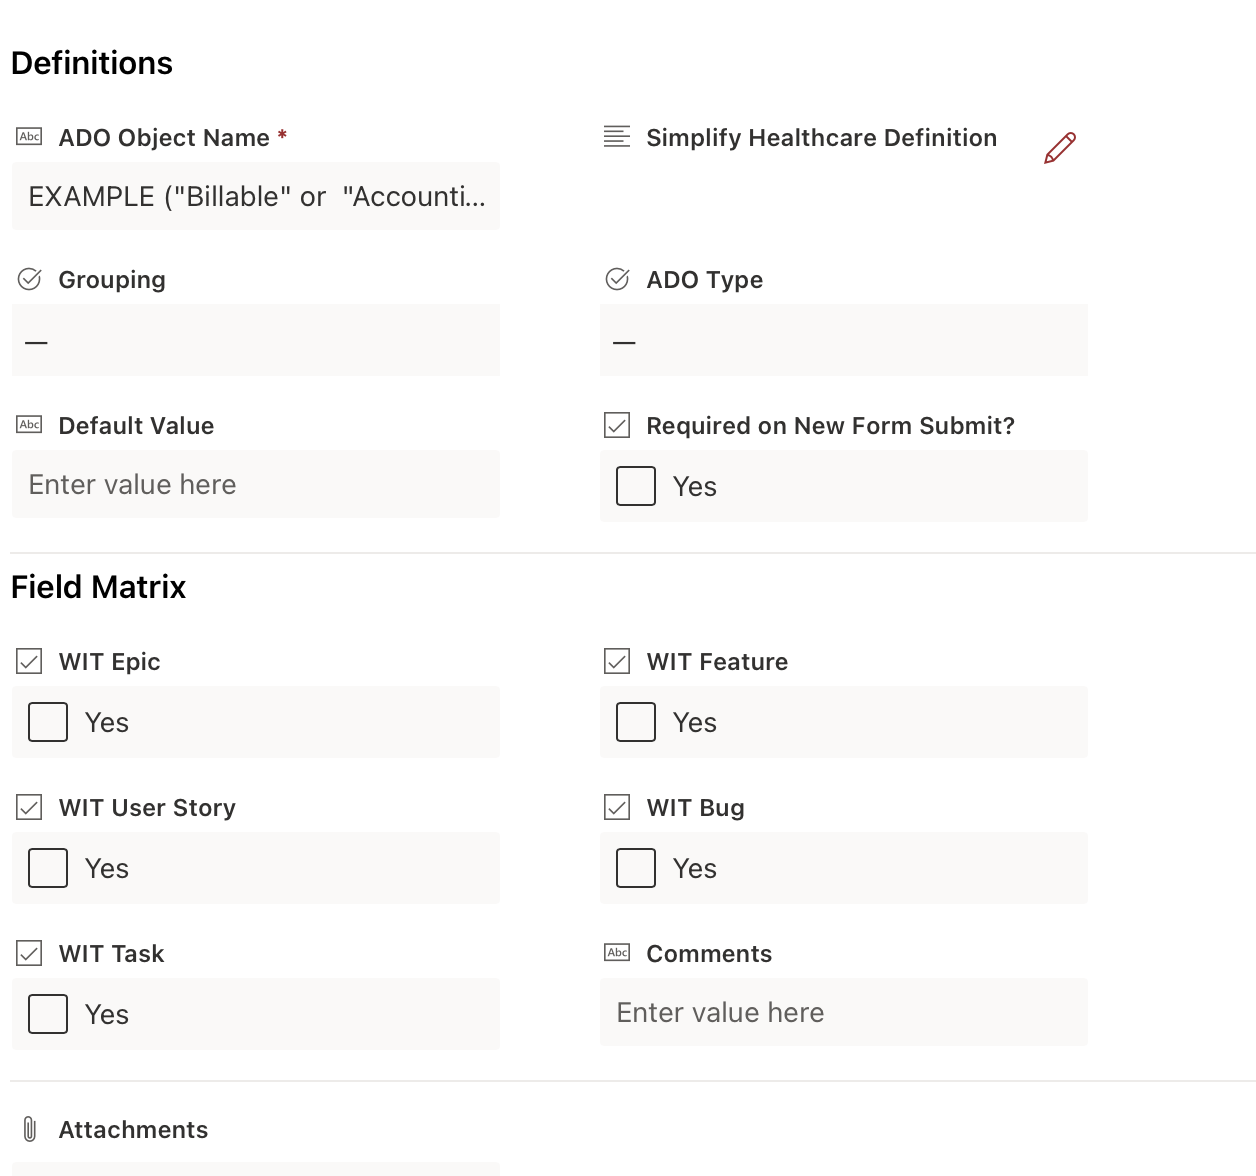 Definitions
Abc ADO Object Name *
Simplify Healthcare Definition
EXAMPLE ("Billable" or  "Accounti...
Grouping
ADO Type
—
—
Abc Default Value
Required on New Form Submit?
Enter value here
Yes
Field Matrix
WIT Epic
WIT Feature
Yes
Yes
WIT User Story
WIT Bug
Yes
Yes
WIT Task
Abc Comments
Yes
Enter value here
Attachments